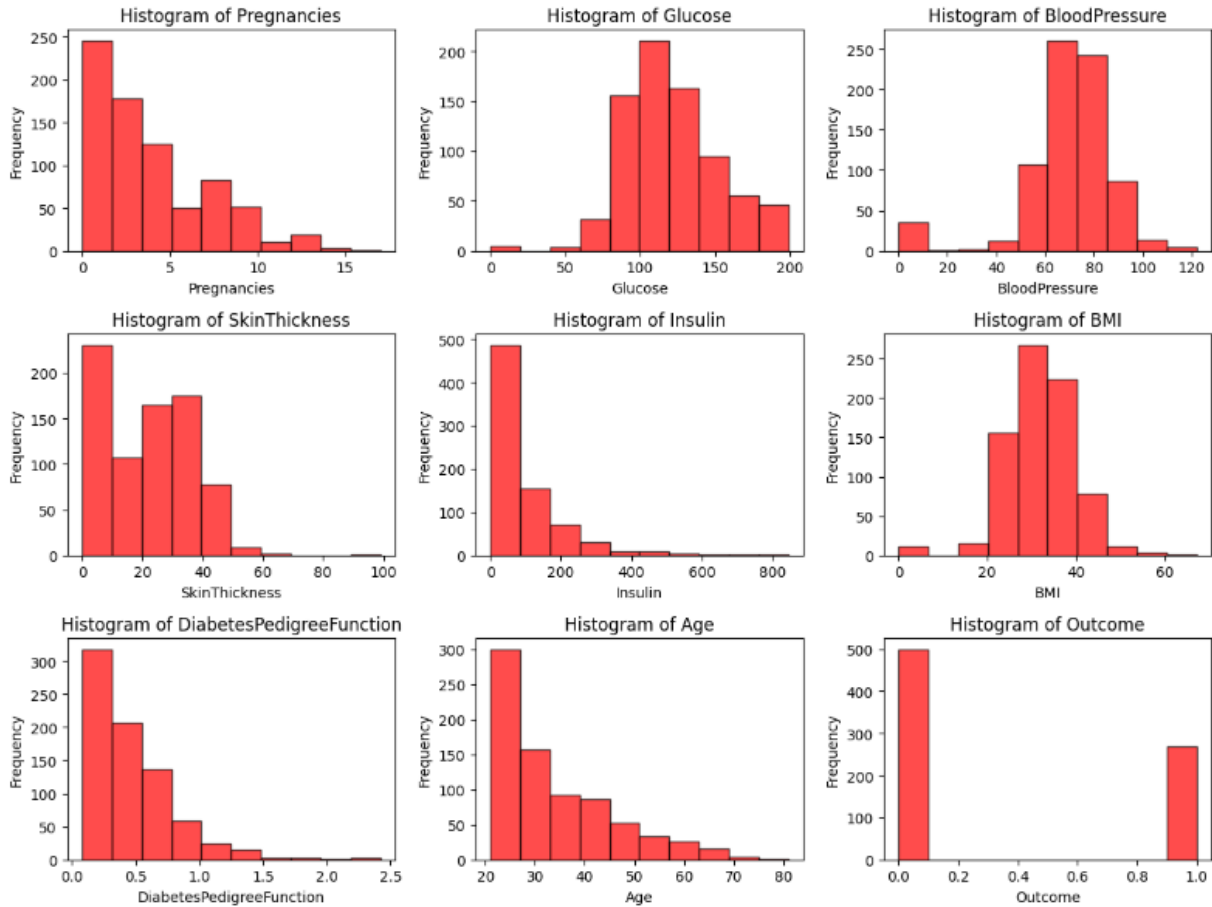 Histogram of Pregnancies
250
200
150
100
50
0
Frequency
0 5 10 15
Pregnancies
Histogram of Glucose
200
150
100
50
0
Frequency
0 50 100 150 200
Glucose
Histogram of BloodPressure
250
200
150
100
50
0
Frequency
0 20 40 60 80 100 120
BloodPressure
Histogram of SkinThickness
200
150
100
50
0
Frequency
0 20 40 60 80 100
SkinThickness
Histogram of Insulin
500
400
300
200
100
0
Frequency
0 200 400 600 800
Insulin
Histogram of BMI
250
200
150
100
50
0
Frequency
0 20 40 60
BMI
Histogram of DiabetesPedigreeFunction
300
250
200
150
100
50
0
Frequency
0.0 0.5 1.0 1.5 2.0 2.5
DiabetesPedigreeFunction
Histogram of Age
300
250
200
150
100
50
0
Frequency
20 30 40 50 60 70 80
Age
Histogram of Outcome
500
400
300
200
100
0
Frequency
0.0 0.2 0.4 0.6 0.8 1.0
Outcome